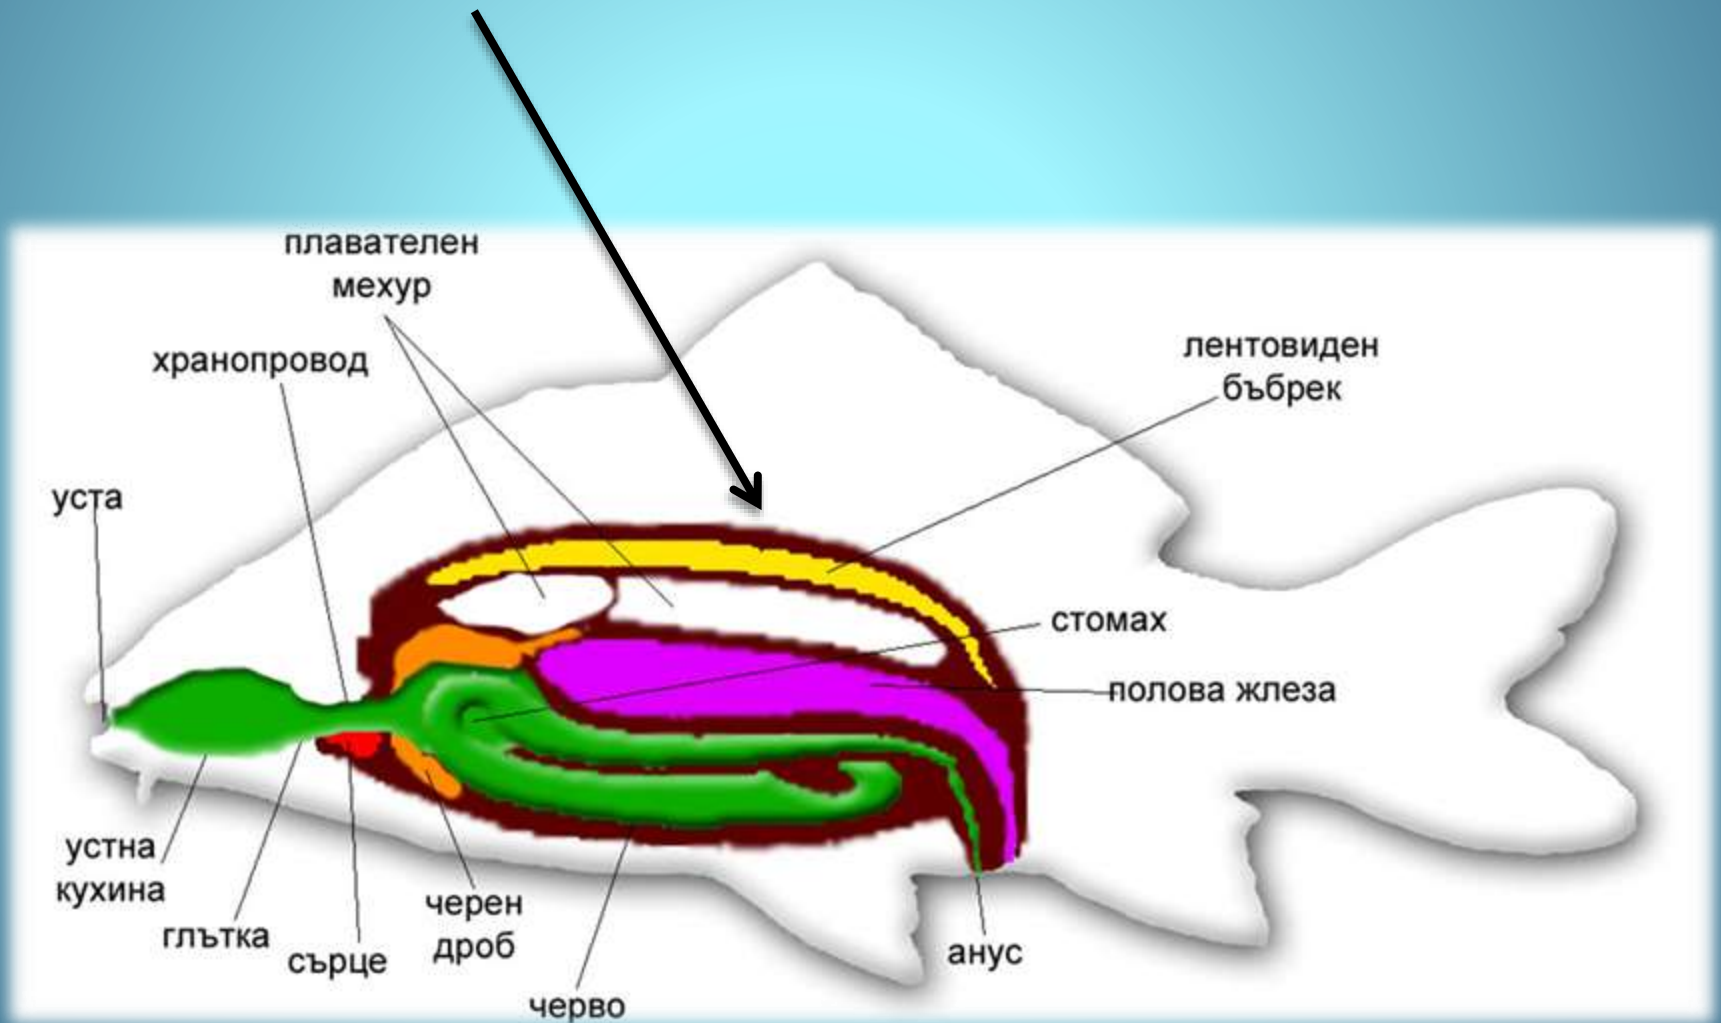 плавателен
мехур
хранопровод
лентовиден
бъбрек
уста
стомах
полова жлеза
устна
кухина
глътка
сърце
черен
дроб
черво
анус